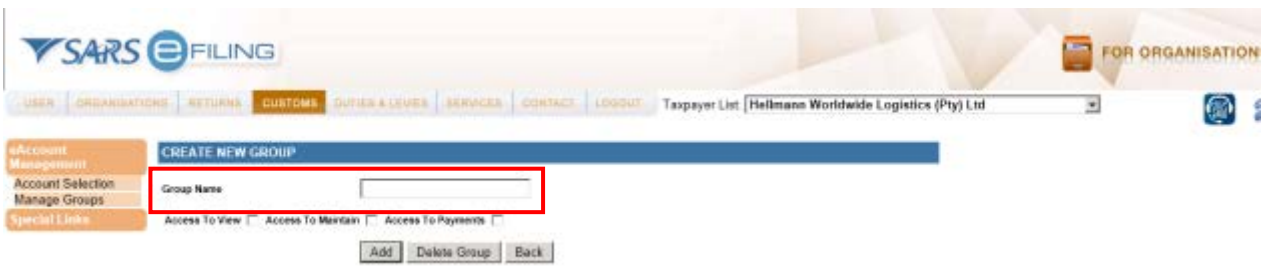 SARS eFILING
FOR ORGANISATION
USER ORGANISATIONS RETURNS CUSTOMS DUTIES & LEVIES SERVICES CONTACT LOGOUT Taxpayer List Hellmann Worldwide Logistics (Pty) Ltd
eAccount
Management
CREATE NEW GROUP
Account Selection
Group Name
Manage Groups
Special Links
Access To View Access To Maintain Access To Payments
Add Delete Group Back